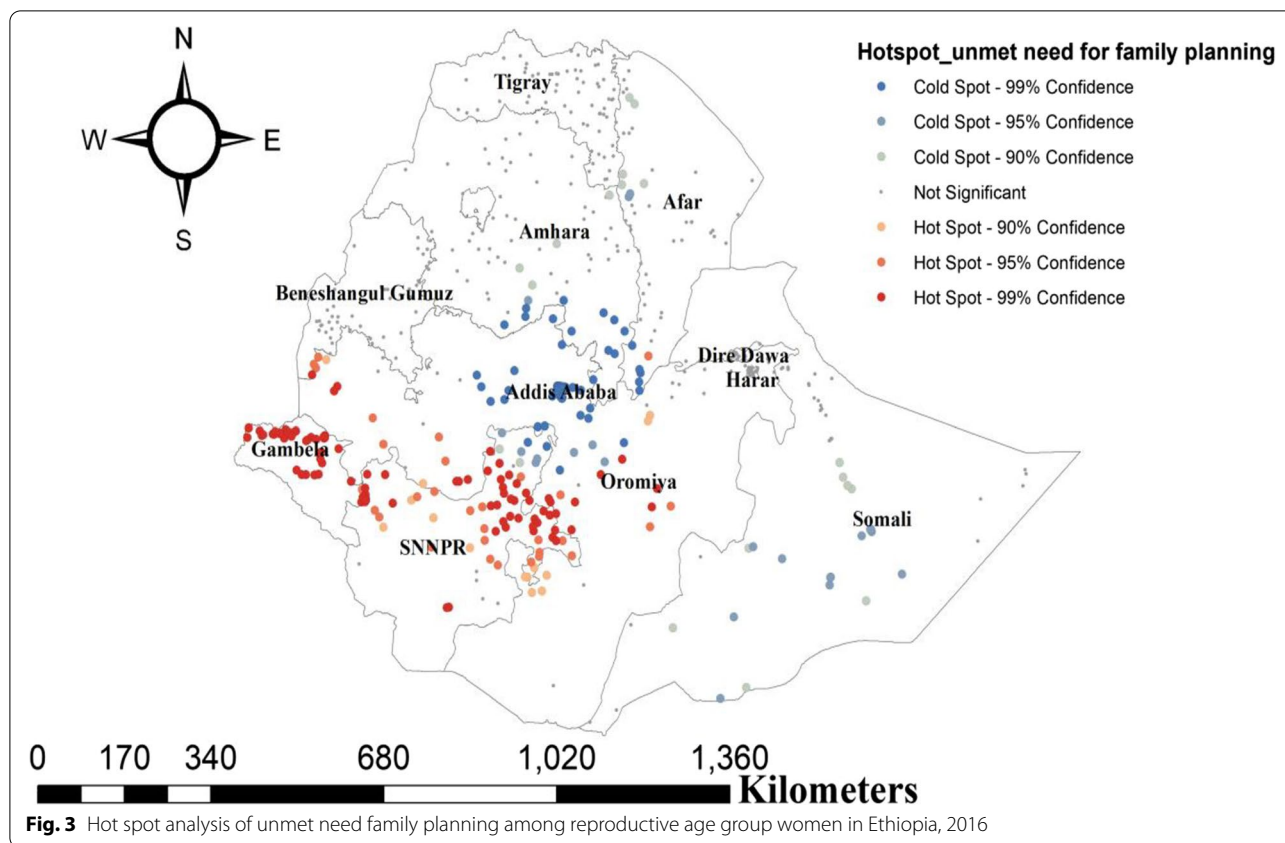 N
W
E
S
Hotspot_unmet need for family planning
Cold Spot - 99% Confidence
Cold Spot - 95% Confidence
Cold Spot - 90% Confidence
Not Significant
Hot Spot - 90% Confidence
Hot Spot - 95% Confidence
Hot Spot - 99% Confidence
Tigray
Afar
Amhara
Beneshangul Gumuz
Dire Dawa
Harar
Addis Ababa
Gambela
Oromiya
Somali
SNNPR
0 170 340 680 1,020 1,360
Kilometers
Fig. 3 Hot spot analysis of unmet need family planning among reproductive age group women in Ethiopia, 2016